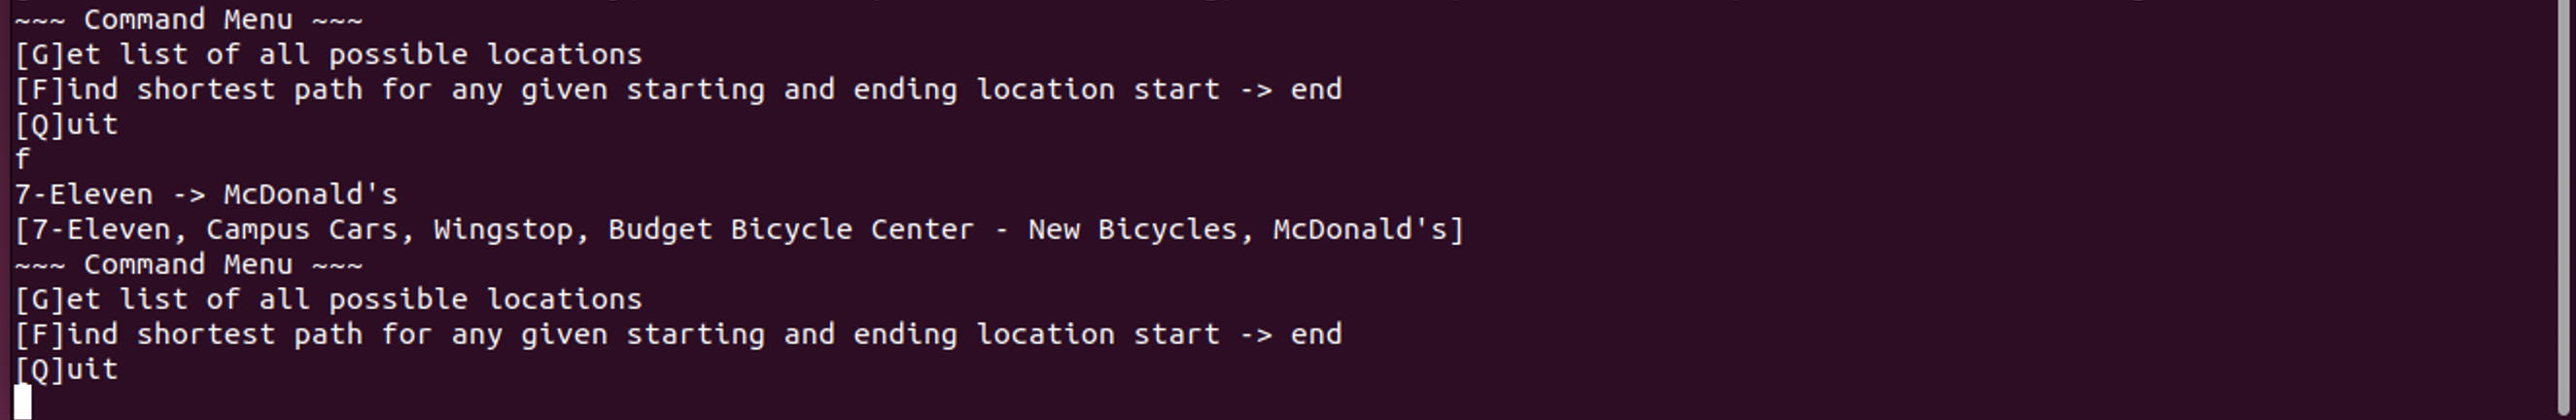 ~~~ Command Menu ~~~
[G]et list of all possible locations
[F]ind shortest path for any given starting and ending location start -> end
[Q]uit
f
7-Eleven -> McDonald's
[7-Eleven, Campus Cars, Wingstop, Budget Bicycle Center - New Bicycles, McDonald's]
~~~ Command Menu ~~~
[G]et list of all possible locations
[F]ind shortest path for any given starting and ending location start -> end
[Q]uit